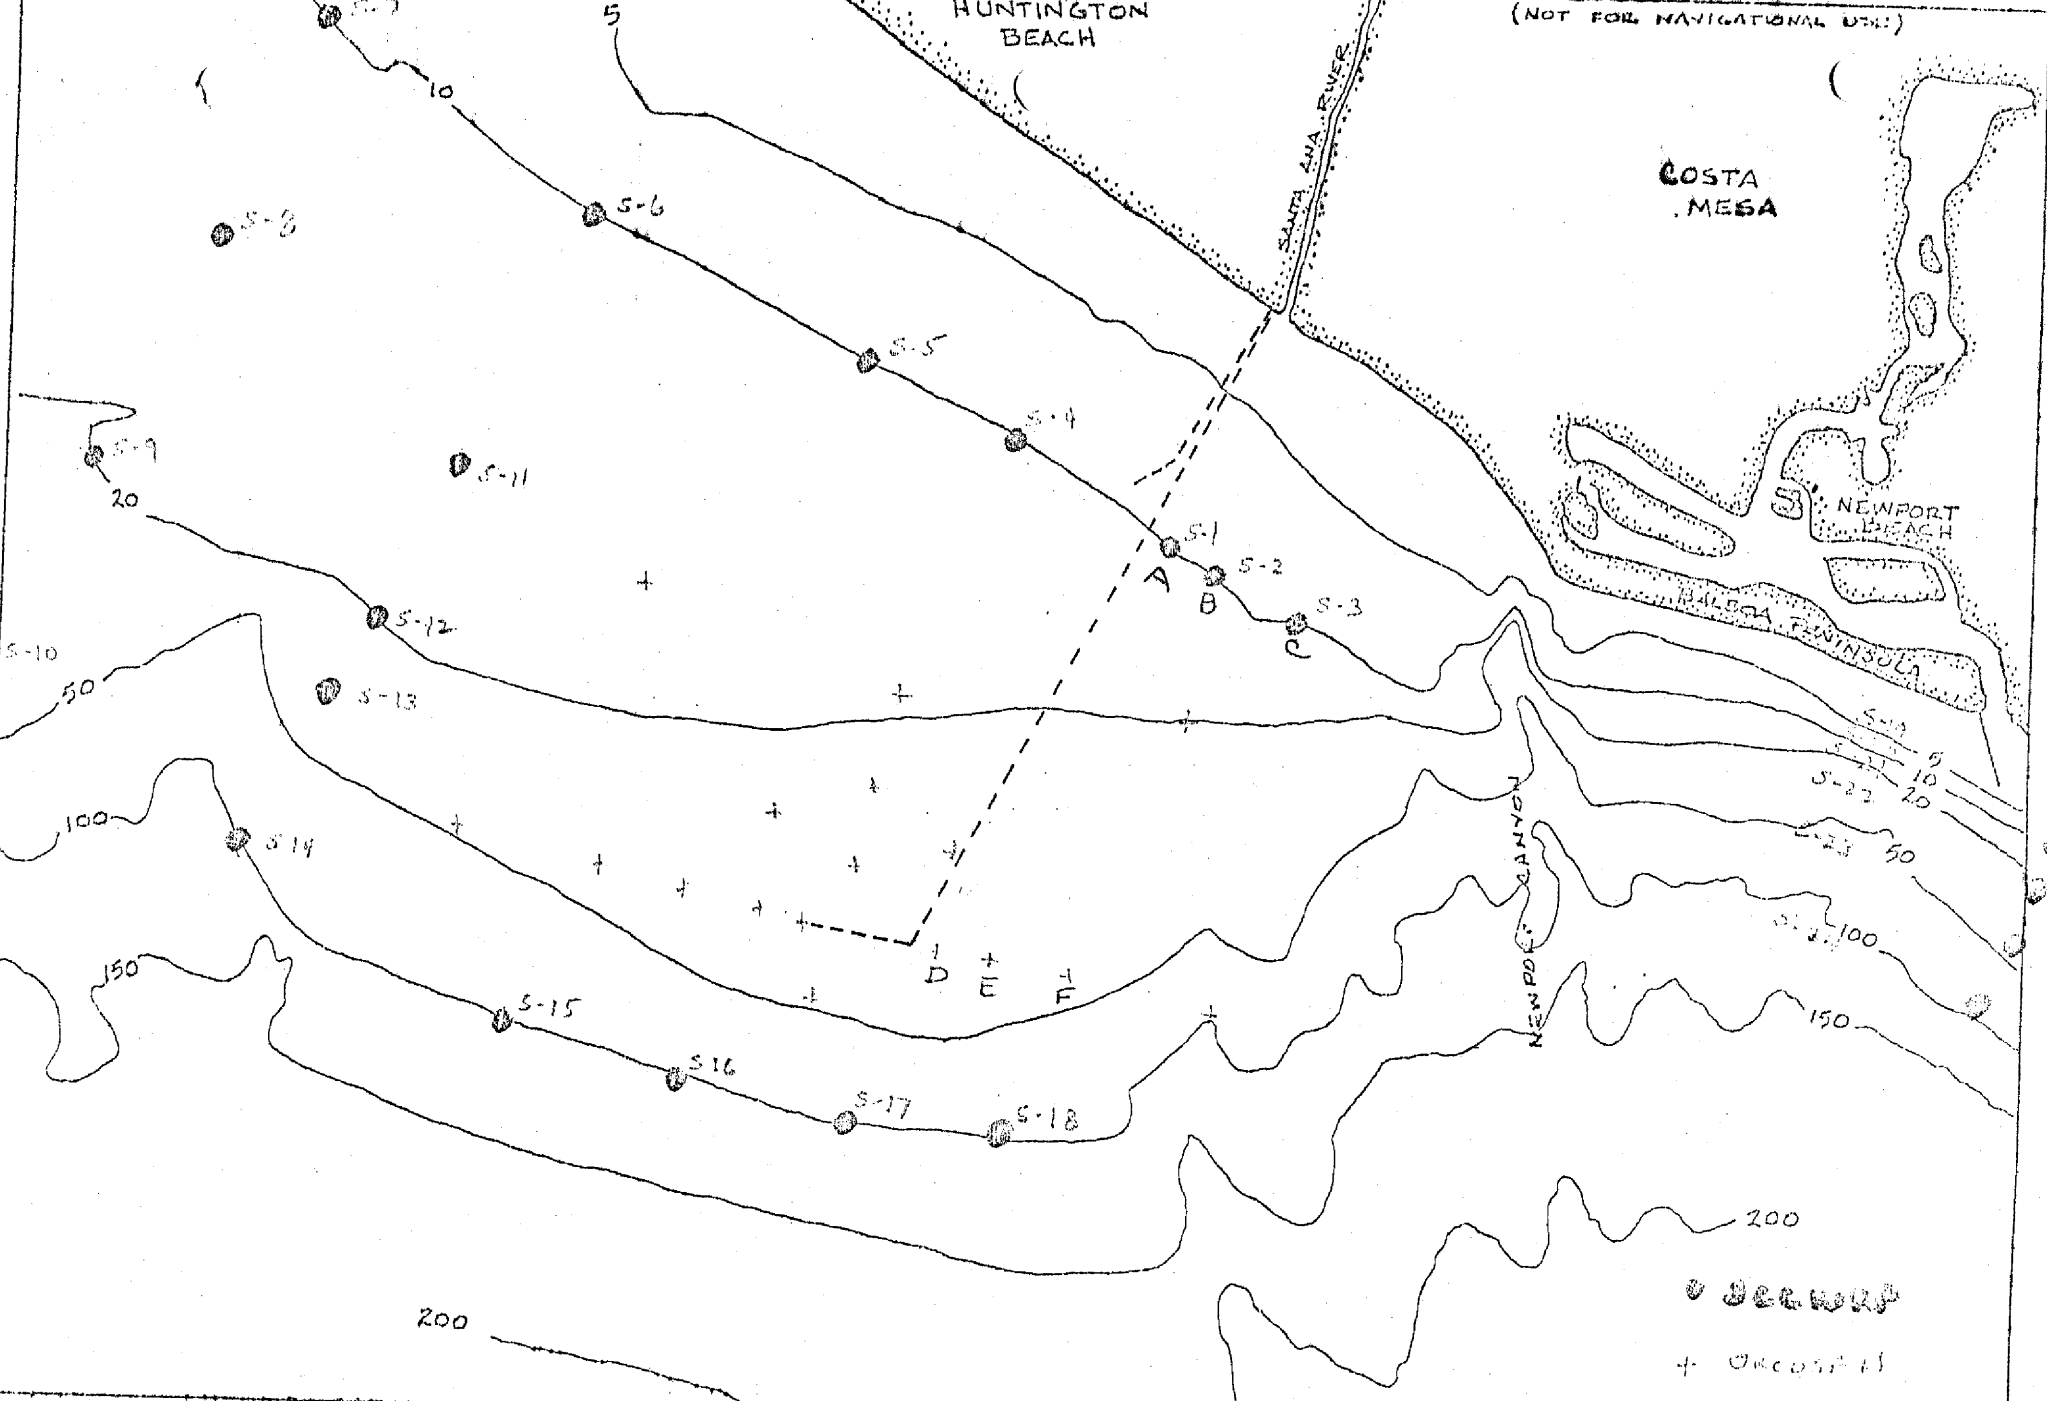 S-7
5
HUNTINGTON
BEACH
(NOT FOR NAVIGATIONAL USE)
10
SANTA ANA RIVER
COSTA
MESA
S-8
S-6
S-5
S-4
S-9
S-11
20
S-1
A
S-2
B
S-3
C
NEWPORT
BEACH
BALBOA PENINSULA
S-12
S-10
50
S-13
5
10
S-22
20
100
S-14
NEWPORT CANYON
S-23
50
100
150
D
E
F
S-15
150
S16
S-17
S-18
200
200